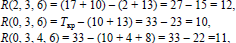 R(2, 3, 6) = (17 + 10) – (2 + 13) = 27 – 15 = 12,
R(0, 3, 6) = Tкр – (10 + 13) = 33 – 23 = 10,
R(0, 3, 4, 6) = 33 – (10 + 4 + 8) = 33 – 22 =11.